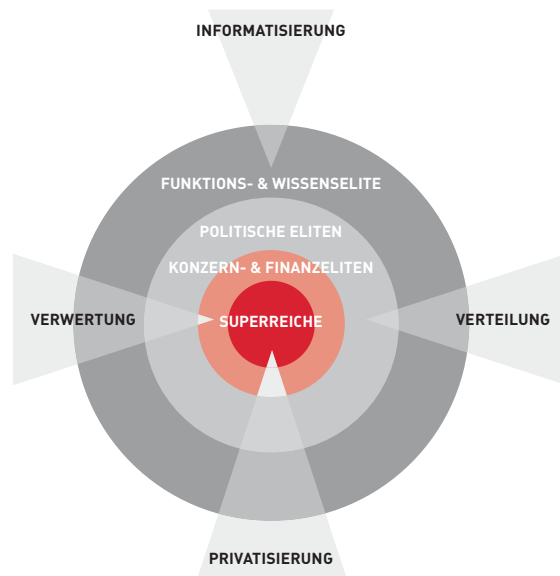 INFORMATISIERUNG
FUNKTIONS- & WISSENSELITE
POLITISCHE ELITEN
KONZERN- & FINANZELITEN
VERWERTUNG
SUPERREICHE
VERTEILUNG
PRIVATISIERUNG